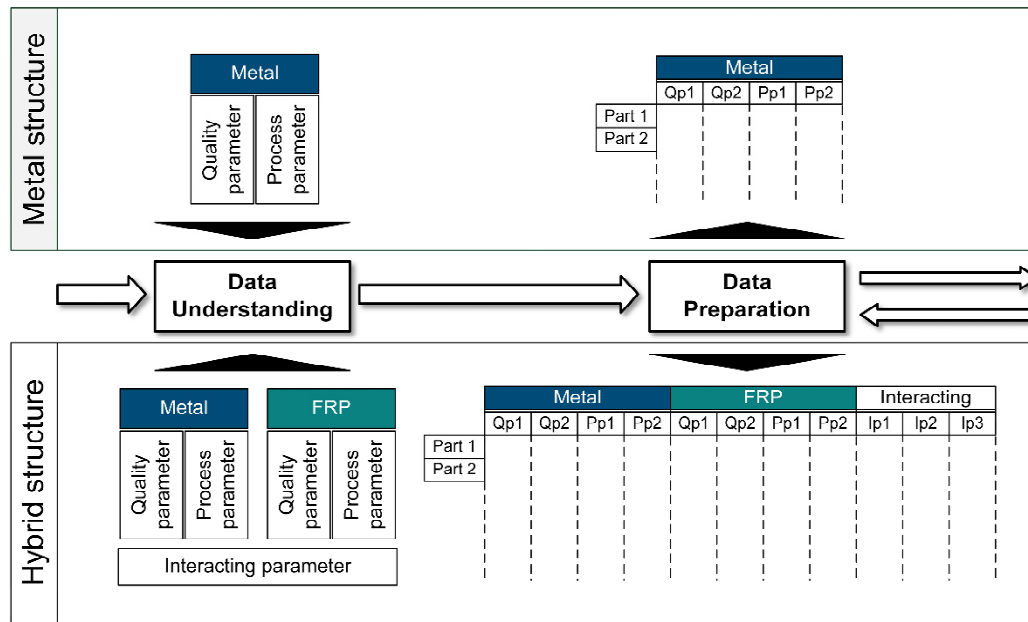 Metal structure
Metal
Quality
parameter
Process
parameter
Metal
Qp1 Qp2 Pp1 Pp2
Part 1
Part 2
Data
Understanding
Data
Preparation
Hybrid structure
Metal
FRP
Quality
parameter
Process
parameter
Quality
parameter
Process
parameter
Interacting parameter
Metal FRP Interacting
Qp1 Qp2 Pp1 Pp2 Qp1 Qp2 Pp1 Pp2 Ip1 Ip2 Ip3
Part 1
Part 2